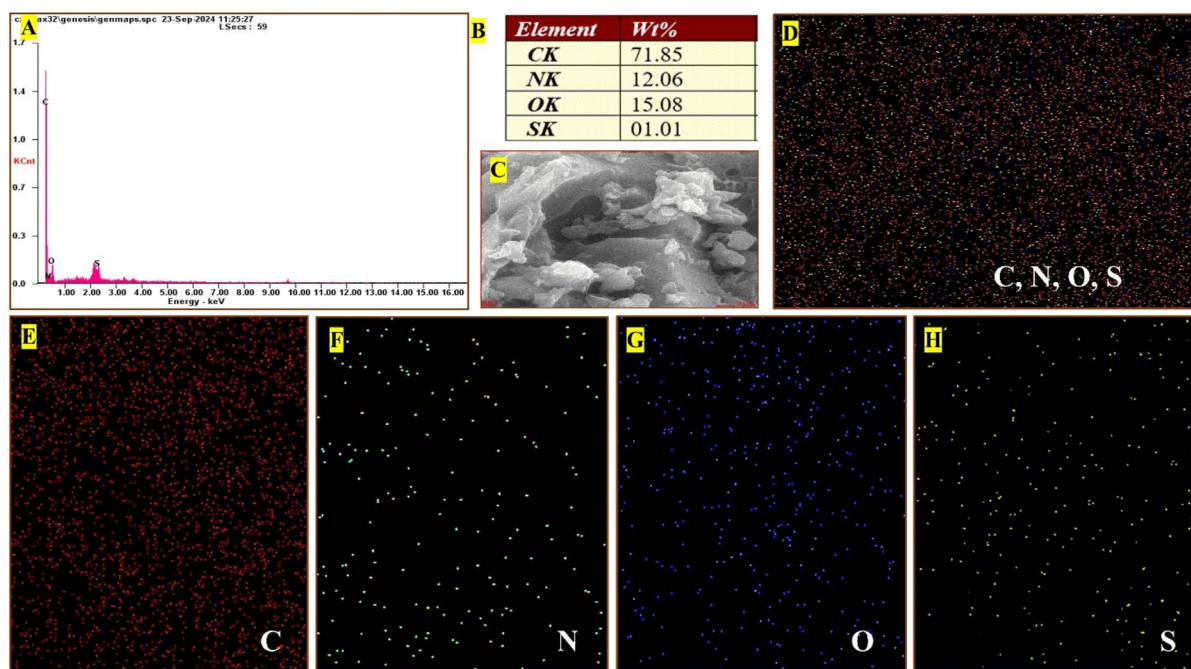 A
c:\edax32\genesis\genmaps.spc 23-Sep-2024 11:25:27
LSecs : 59
1.7
1.4
1.0
KCnt
0.7
0.3
0.0
C
N
O
S
1.00 2.00 3.00 4.00 5.00 6.00 7.00 8.00 9.00 10.00 11.00 12.00 13.00 14.00 15.00 16.00
Energy - keV
B
Element Wt%
CK 71.85
NK 12.06
OK 15.08
SK 01.01
C
D
C, N, O, S
E
C
F
N
G
O
H
S